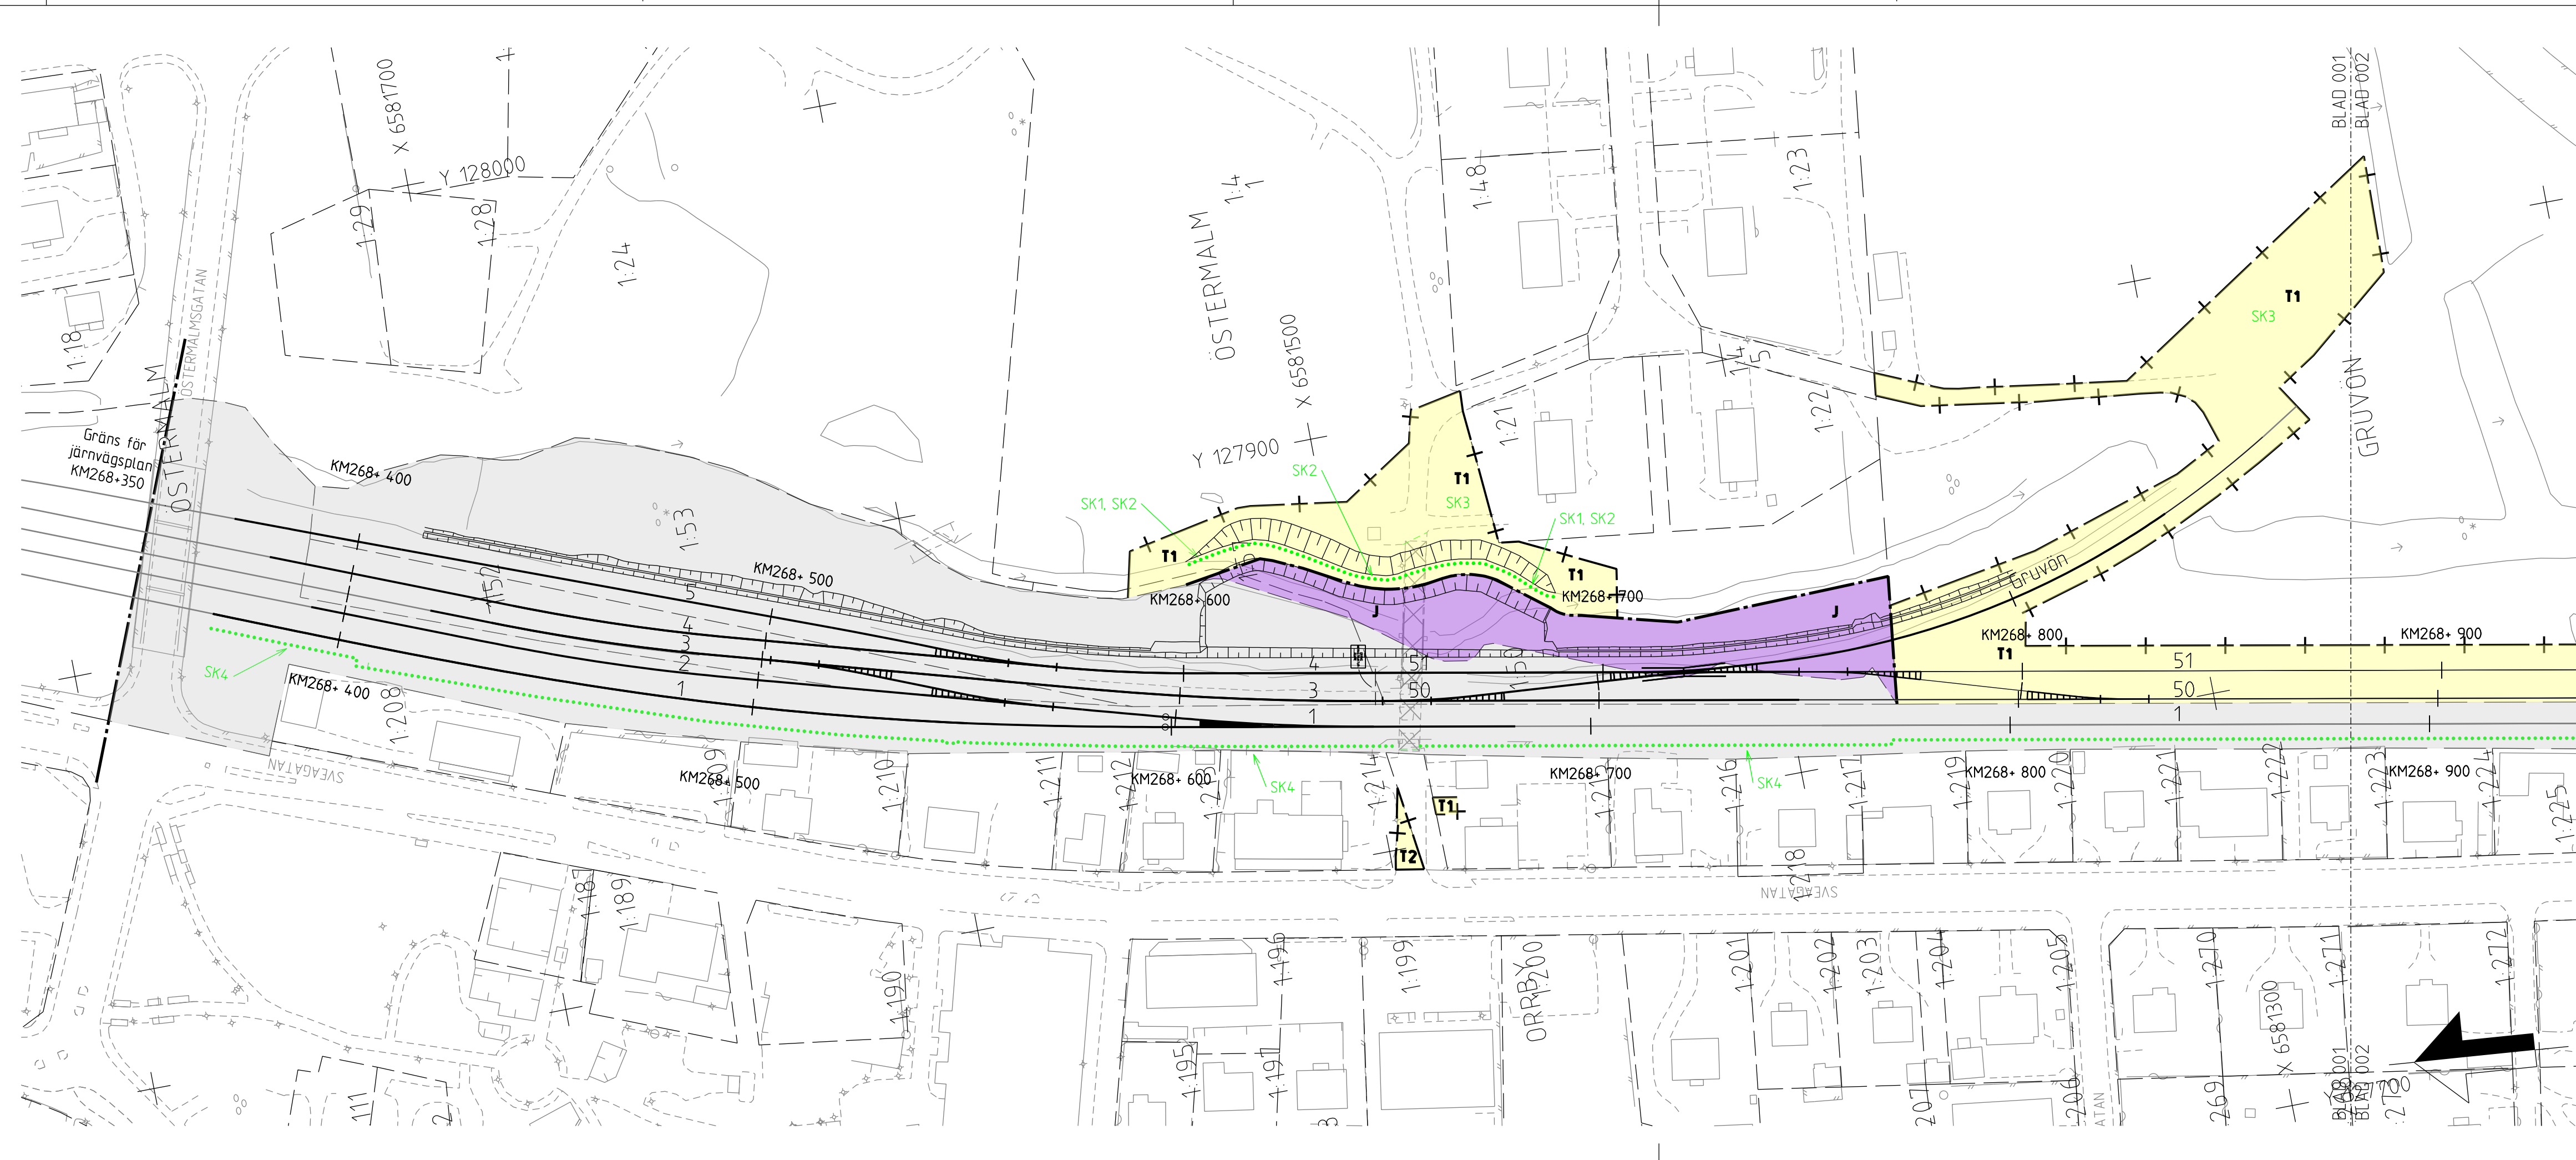 BLAD 001
BLAD 002
X 6581700
Y 128000
1:29
1:28
1:24
1:4
1:48
1:23
1:18
ÖSTERMALMSGATAN
ÖSTERMALM
ÖSTERMALM
X 6581500
Y 127900
T1
SK3
GRUVÖN
1:21
1:22
Gräns för
järnvägsplan
KM268+350
KM268+ 400
1:53
SK2
SK1, SK2
T1
SK3
SK1, SK2
T1
T1
KM268+ 500
KM268+ 600
KM268+ 700
J
J
Gruvön
KM268+ 800
T1
KM268+ 900
5
4
3
2
1
4
51
3
50
1
51
50
1
SK4
KM268+ 400
1:208
SVEAGATAN
KM268+ 500
1:210
1:211
1:212
KM268+ 600
SK4
1:214
KM268+ 700
1:216
SK4
1:217
1:219
KM268+ 800
1:220
1:221
1:222
1:223
KM268+ 900
1:224
1:225
T1
T2
1:218
SVEAGATAN
1:18
1:189
1:190
1:196
1:199
1:200
ORRBY
1:201
1:202
1:203
1:204
1:205
1:270
1:271
1:272
X 6581300
1:195
1:197
BLAD 001
BLAD 002